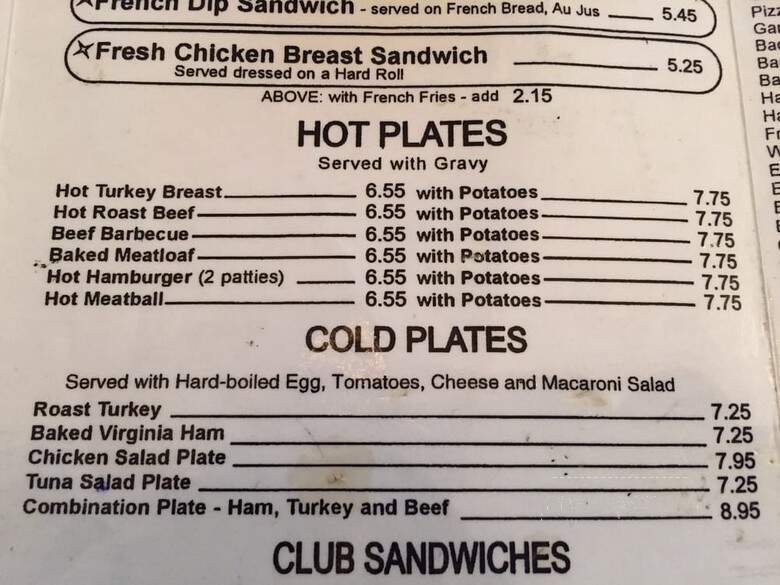 French Dip Sandwich - served on French Bread, Au Jus 5.45
Fresh Chicken Breast Sandwich 5.25
Served dressed on a Hard Roll
ABOVE: with French Fries - add 2.15
HOT PLATES
Served with Gravy
Hot Turkey Breast 6.55 with Potatoes 7.75
Hot Roast Beef 6.55 with Potatoes 7.75
Beef Barbecue 6.55 with Potatoes 7.75
Baked Meatloaf 6.55 with Potatoes 7.75
Hot Hamburger (2 patties) 6.55 with Potatoes 7.75
Hot Meatball 6.55 with Potatoes 7.75
COLD PLATES
Served with Hard-boiled Egg, Tomatoes, Cheese and Macaroni Salad
Roast Turkey 7.25
Baked Virginia Ham 7.25
Chicken Salad Plate 7.95
Tuna Salad Plate 7.25
Combination Plate - Ham, Turkey and Beef 8.95
CLUB SANDWICHES